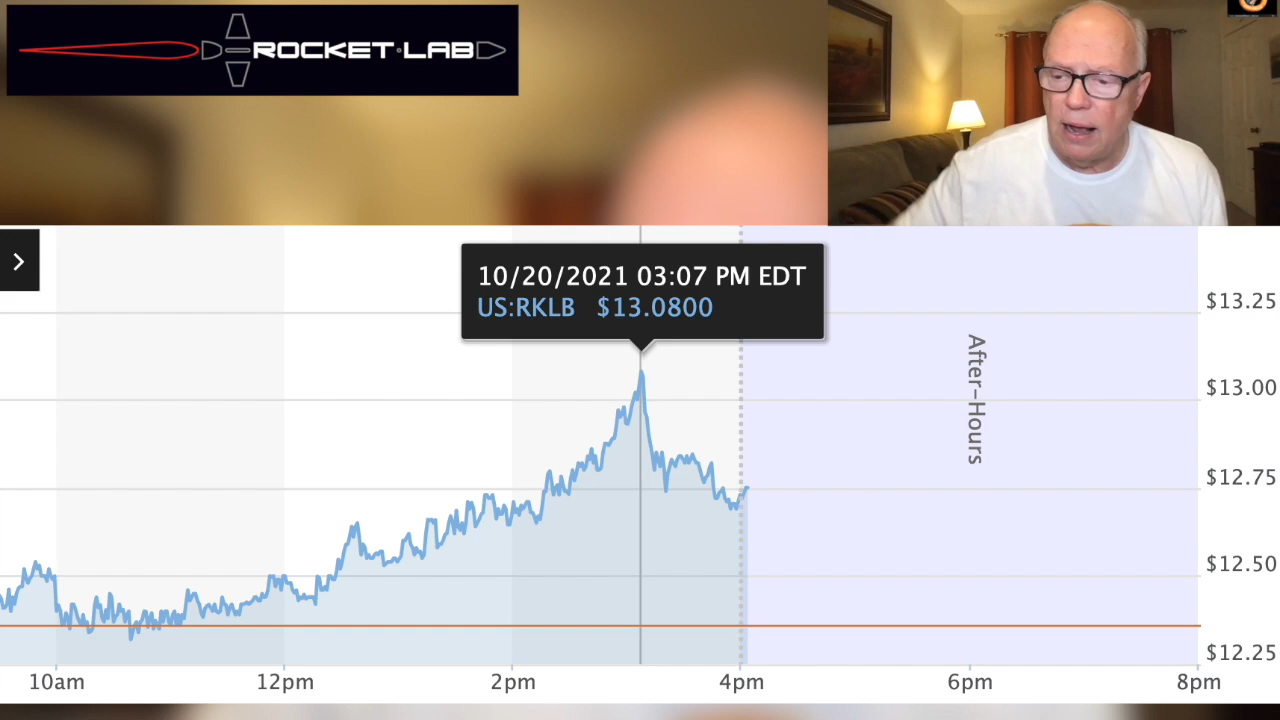 ROCKET LAB
10/20/2021 03:07 PM EDT
US:RKLB $13.0800
$13.25
$13.00
$12.75
$12.50
$12.25
After-Hours
10am 12pm 2pm 4pm 6pm 8pm